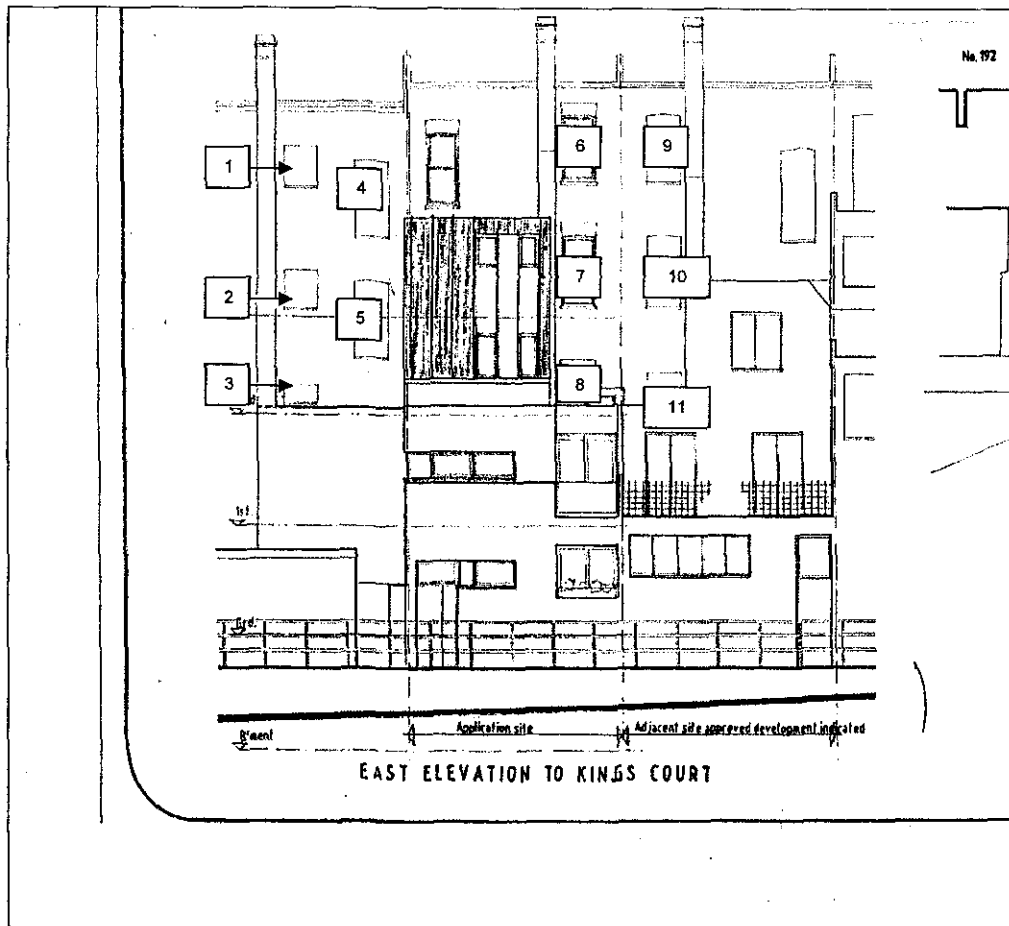 No. 192
1
6
9
4
2
7
10
5
3
8
11
1st
Grd.
B'ment
Application site
Adjacent site approved development indicated
EAST ELEVATION TO KINGS COURT